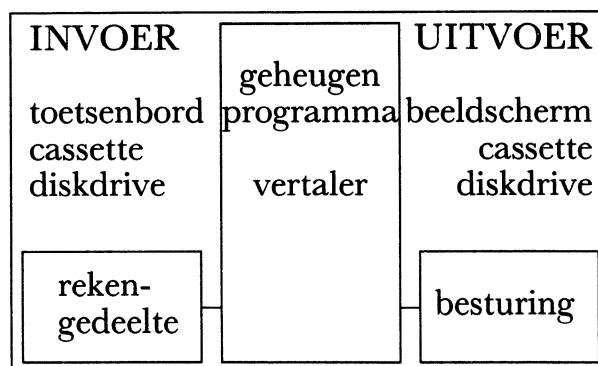 INVOER
toetsenbord
cassette
diskdrive
reken-
gedeelte
geheugen
programma
vertaler
UITVOER
beeldscherm
cassette
diskdrive
besturing